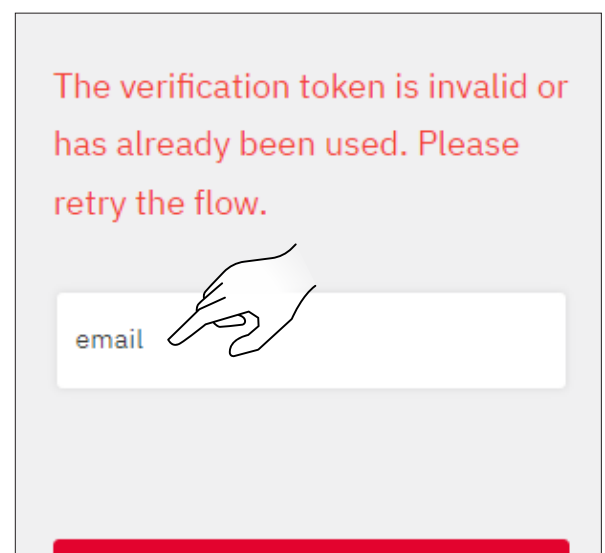 The verification token is invalid or
has already been used. Please
retry the flow.
email